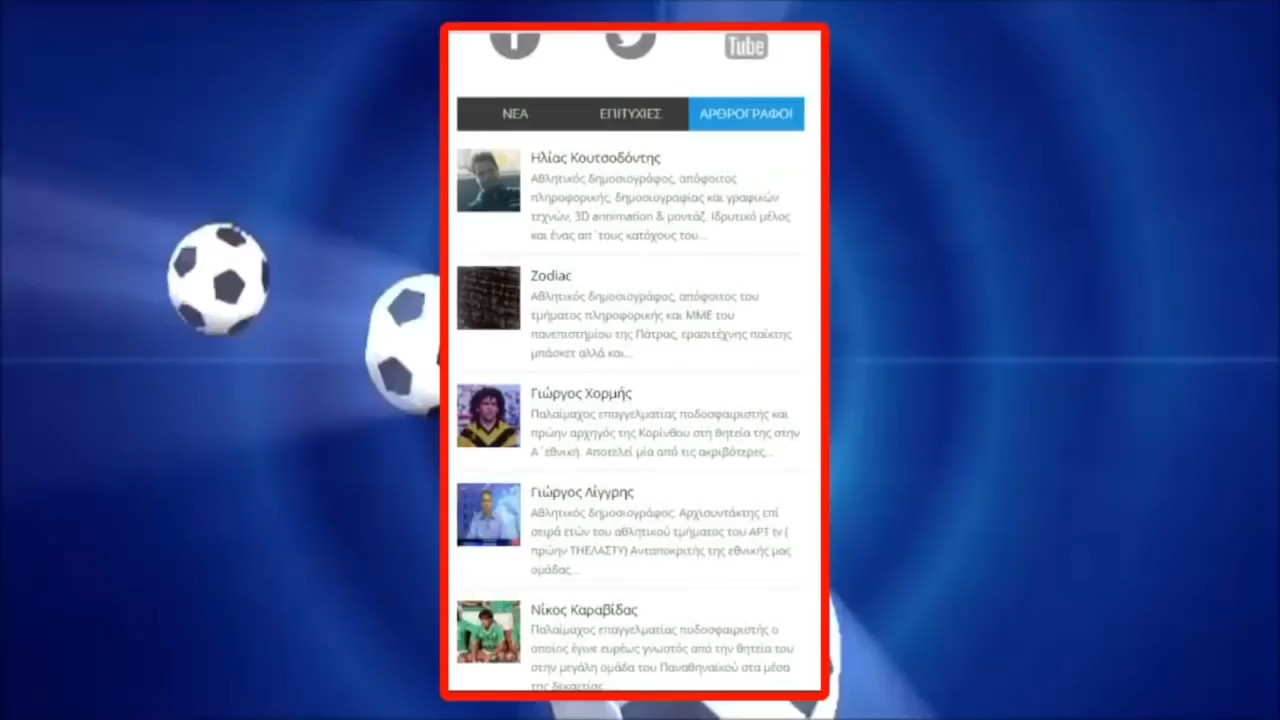 Tube
ΝΕΑ ΕΠΙΤΥΧΙΕΣ ΑΡΘΡΟΓΡΑΦΟΙ
Ηλίας Κουτσοδόντης
Αθλητικός δημοσιογράφος, απόφοιτος
πληροφορικής, δημοσιογραφίας και γραφικών
τεχνών, 3D annimation & μοντάζ. Ιδρυτικό μέλος
και ένας απ΄τους κατόχους του...
Zodiac
Αθλητικός δημοσιογράφος, απόφοιτος του
τμήματος πληροφορικής και ΜΜΕ του
πανεπιστημίου της Πάτρας, ερασιτέχνης παίκτης
μπάσκετ αλλά και...
Γιώργος Χορμής
Παλαίμαχος επαγγελματιας ποδοσφαιριστής και
πρώην αρχηγός της Κορίνθου στη θητεία της στην
Α΄εθνική. Αποτελεί μία από τις ακριβότερες...
Γιώργος Λίγγρης
Αθλητικός δημοσιογράφος. Αρχισυντάκτης επί
σειρά ετών του αθλητικού τμήματος του ΑΡΤ tv (
πρώην ΤΗΛΕΑΣΤΥ) Ανταποκριτής της εθνικής μας
ομάδας...
Νίκος Καραβίδας
Παλαίμαχος επαγγελματίας ποδοσφαιριστής ο
οποίος έγινε ευρέως γνωστός από την θητεία του
στην μεγάλη ομάδα του Παναθηναϊκού στα μέσα
της δεκαετίας...